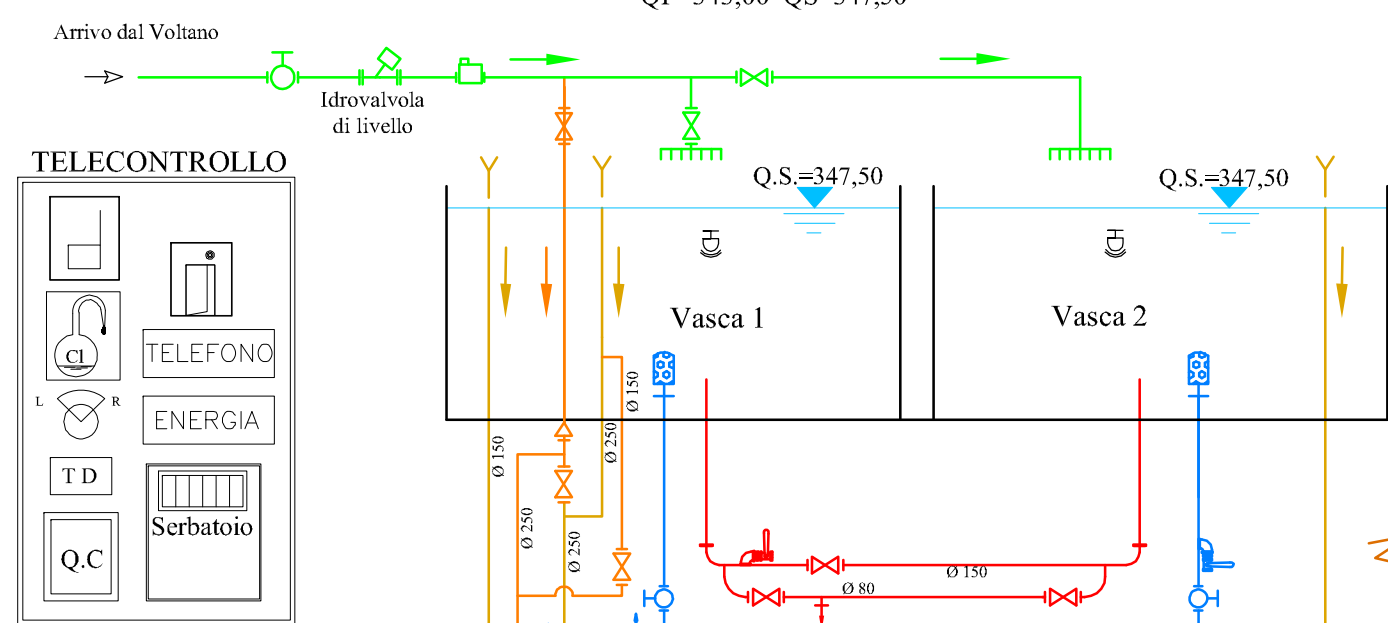 Arrivo dal Voltano
Idrovalvola
di livello
TELECONTROLLO
Q.S.=347,50
Q.S.=347,50
Vasca 1
Vasca 2
Cl
TELEFONO
L
R
ENERGIA
T D
Serbatoio
Q.C
Ø 150
Ø 250
Ø 150
Ø 250
Ø 250
Ø 150
Ø 80